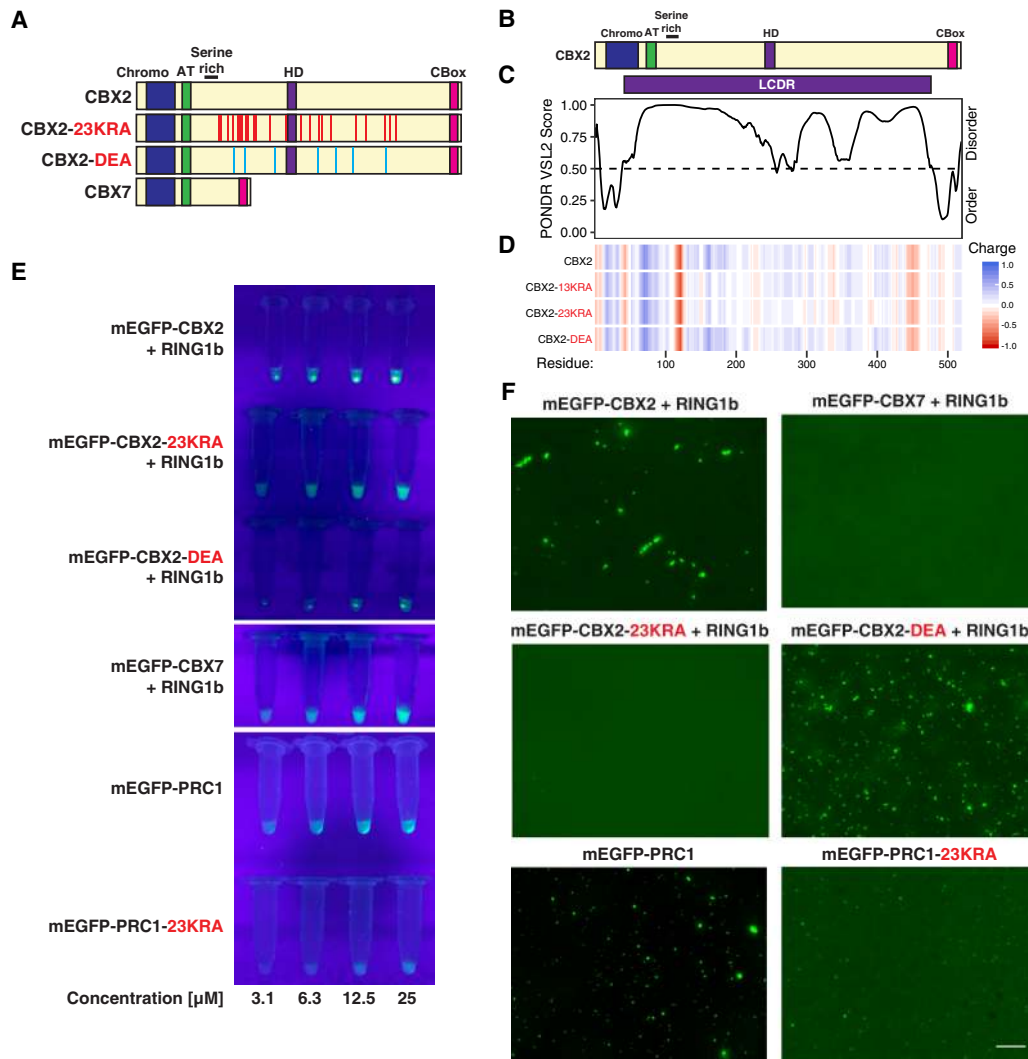 A
Serine
rich
Chromo AT HD CBox
CBX2
CBX2-23KRA
CBX2-DEA
CBX7
B
Serine
rich
Chromo AT HD CBox
CBX2
C
LCDR
PONDR VSL2 Score
1.00
0.75
0.50
0.25
0.00
Disorder
Order
D
CBX2
CBX2-13KRA
CBX2-23KRA
CBX2-DEA
Residue: 100 200 300 400 500
Charge
1.0
0.5
0.0
-0.5
-1.0
E
mEGFP-CBX2
+ RING1b
mEGFP-CBX2-23KRA
+ RING1b
mEGFP-CBX2-DEA
+ RING1b
mEGFP-CBX7
+ RING1b
mEGFP-PRC1
mEGFP-PRC1-23KRA
Concentration [µM] 3.1 6.3 12.5 25
F
mEGFP-CBX2 + RING1b
mEGFP-CBX7 + RING1b
mEGFP-CBX2-23KRA + RING1b
mEGFP-CBX2-DEA + RING1b
mEGFP-PRC1
mEGFP-PRC1-23KRA